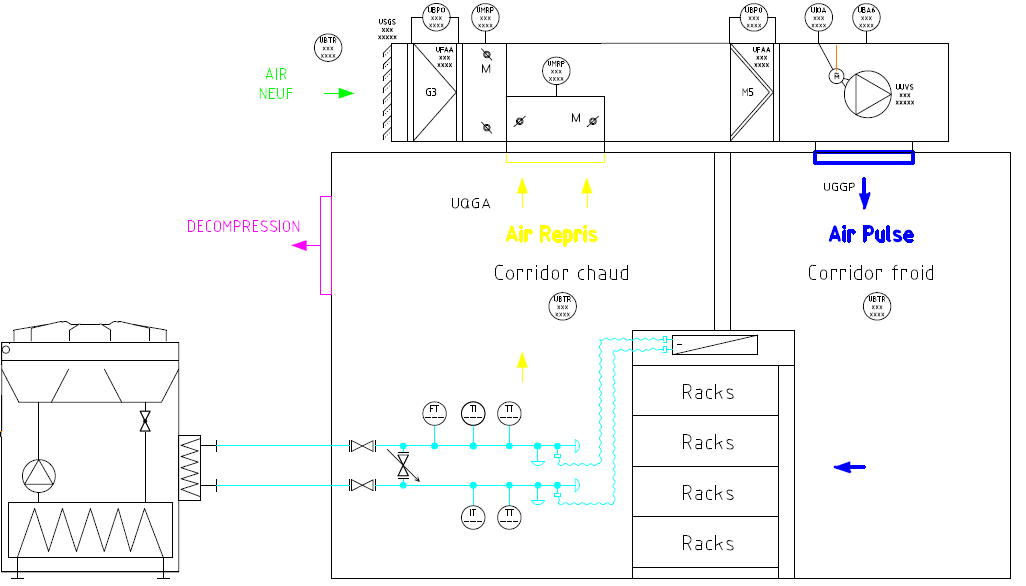 UBPO
xxx
xxxx
UMRP
xxx
xxxx
UBPO
xxx
xxxx
UIOA
xxx
xxxx
UBA6
xxx
xxxx
USGS
xxx
xxxxx
UBTR
xxx
xxxx
UFAA
xxx
xxxx
M
UMRP
xxx
xxxx
UFAA
xxx
xxxx
AIR
NEUF
G3
M5
R
UUVS
xxx
xxxxx
M
UGGP
UQGA
DECOMPRESSION
Air Repris
Air Pulse
Corridor chaud
Corridor froid
UBTR
xxx
xxxx
UBTR
xxx
xxxx
Racks
FT
TI
TT
Racks
Racks
IT
TT
Racks